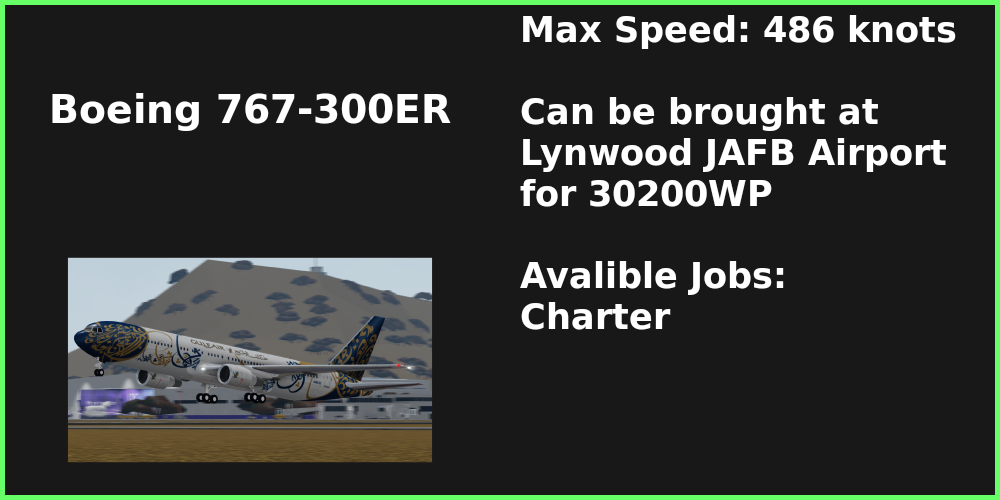 Boeing 767-300ER
Max Speed: 486 knots
Can be brought at
Lynwood JAFB Airport
for 30200WP
Avalible Jobs:
Charter